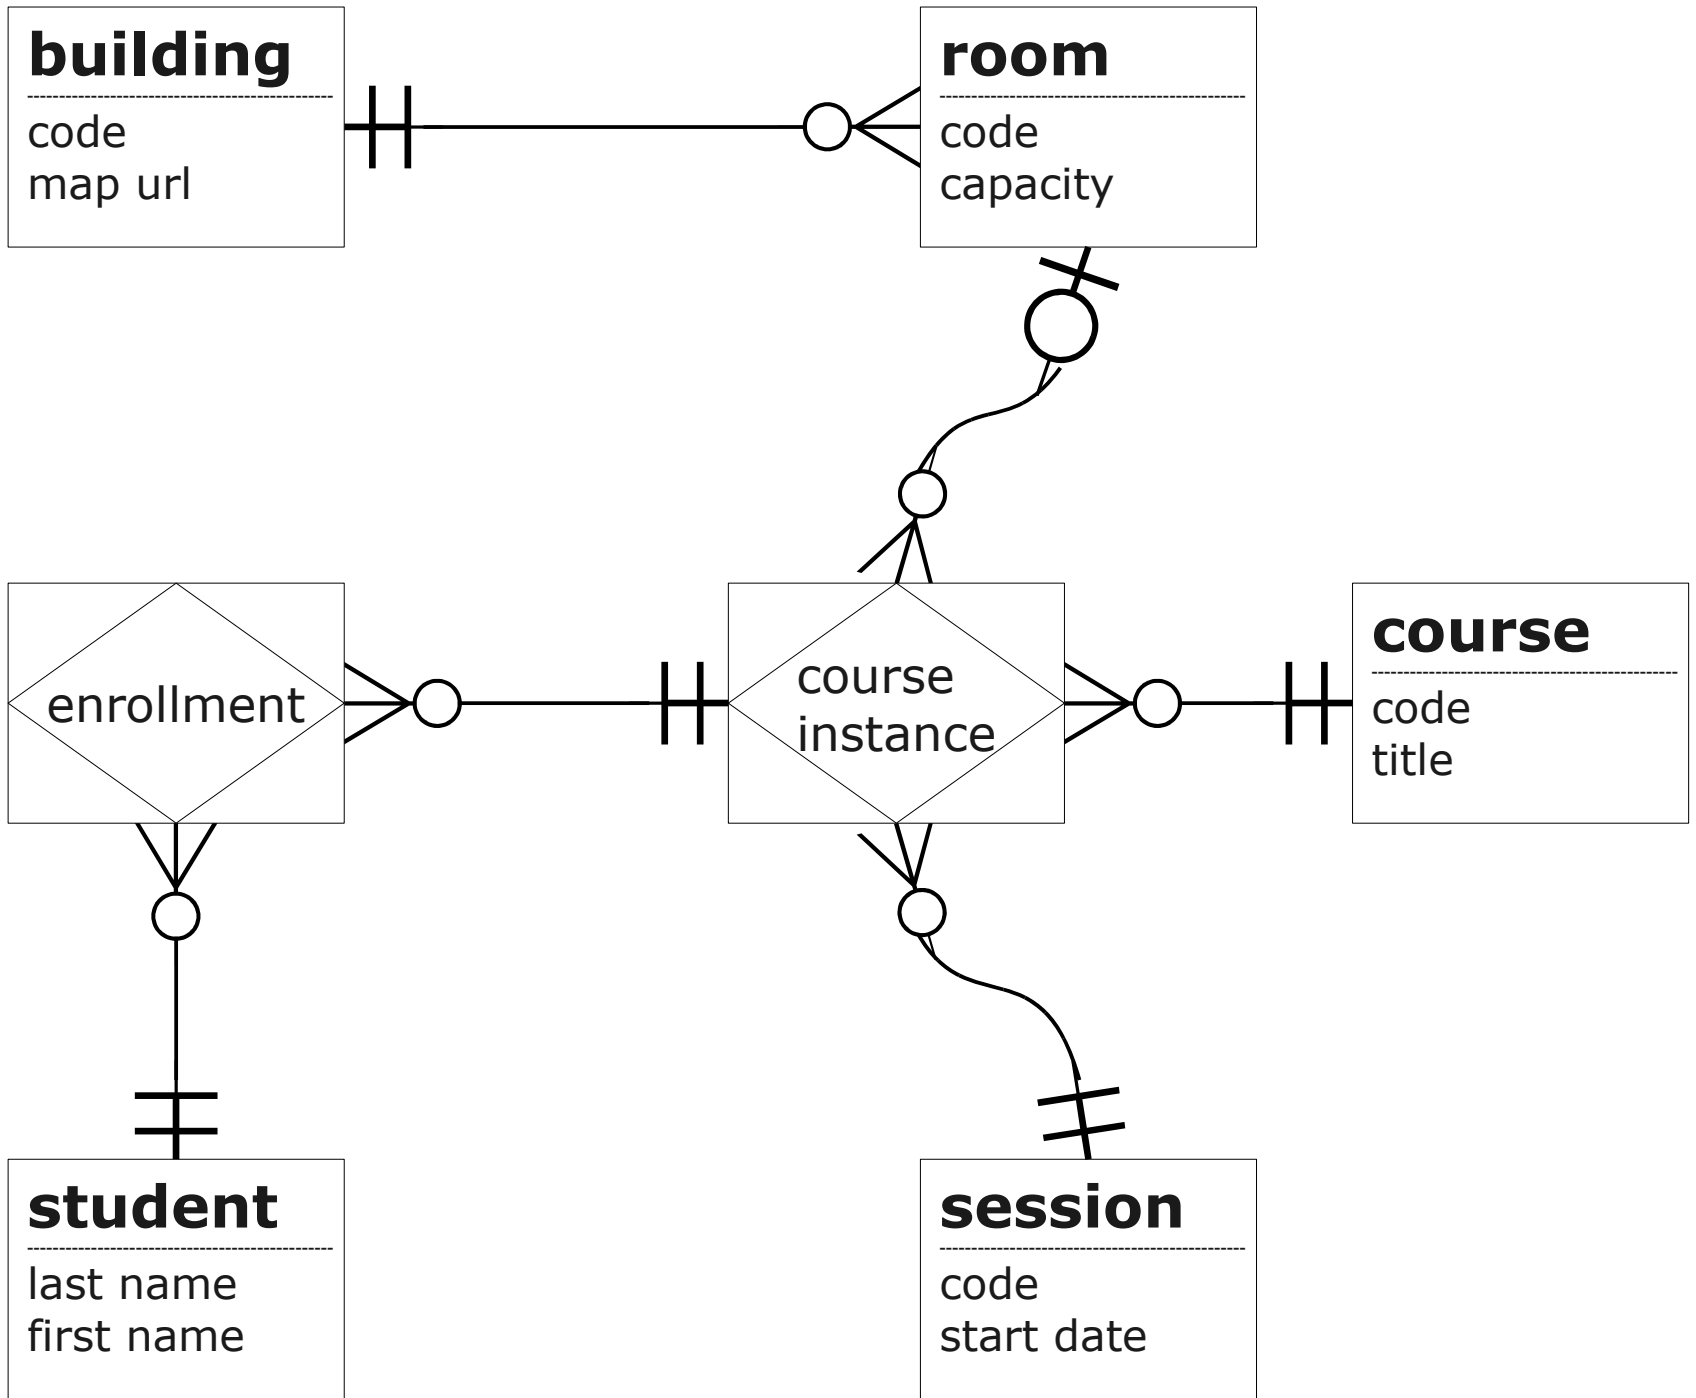 building
code
map url
room
code
capacity
enrollment
course
instance
course
code
title
student
last name
first name
session
code
start date